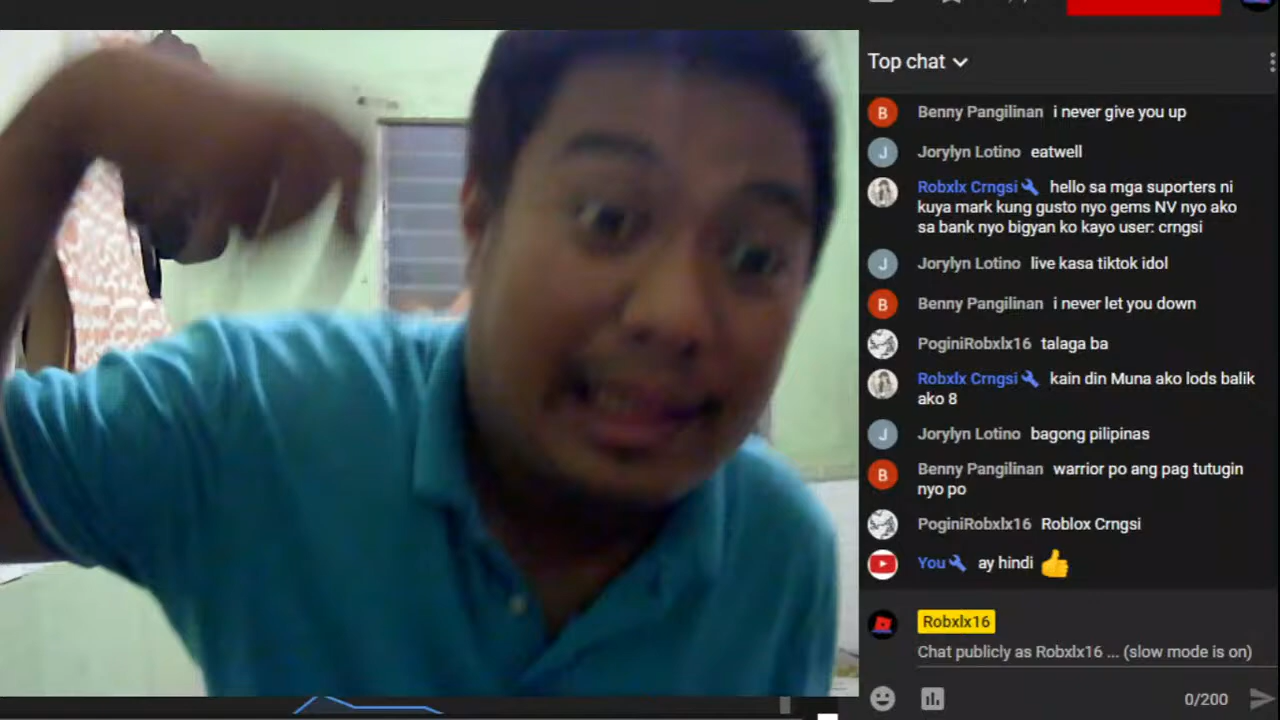 Top chat
B Benny Pangilinan i never give you up
J Jorylyn Lotino eatwell
Robxlx Crngsi hello sa mga suporters ni
kuya mark kung gusto nyo gems NV nyo ako
sa bank nyo bigyan ko kayo user: crngsi
J Jorylyn Lotino live kasa tiktok idol
B Benny Pangilinan i never let you down
PoginiRobxlx16 talaga ba
Robxlx Crngsi kain din Muna ako lods balik
ako 8
J Jorylyn Lotino bagong pilipinas
B Benny Pangilinan warrior po ang pag tutugin
nyo po
PoginiRobxlx16 Roblox Crngsi
You ay hindi 👍
Robxlx16
Chat publicly as Robxlx16 ... (slow mode is on)
0/200